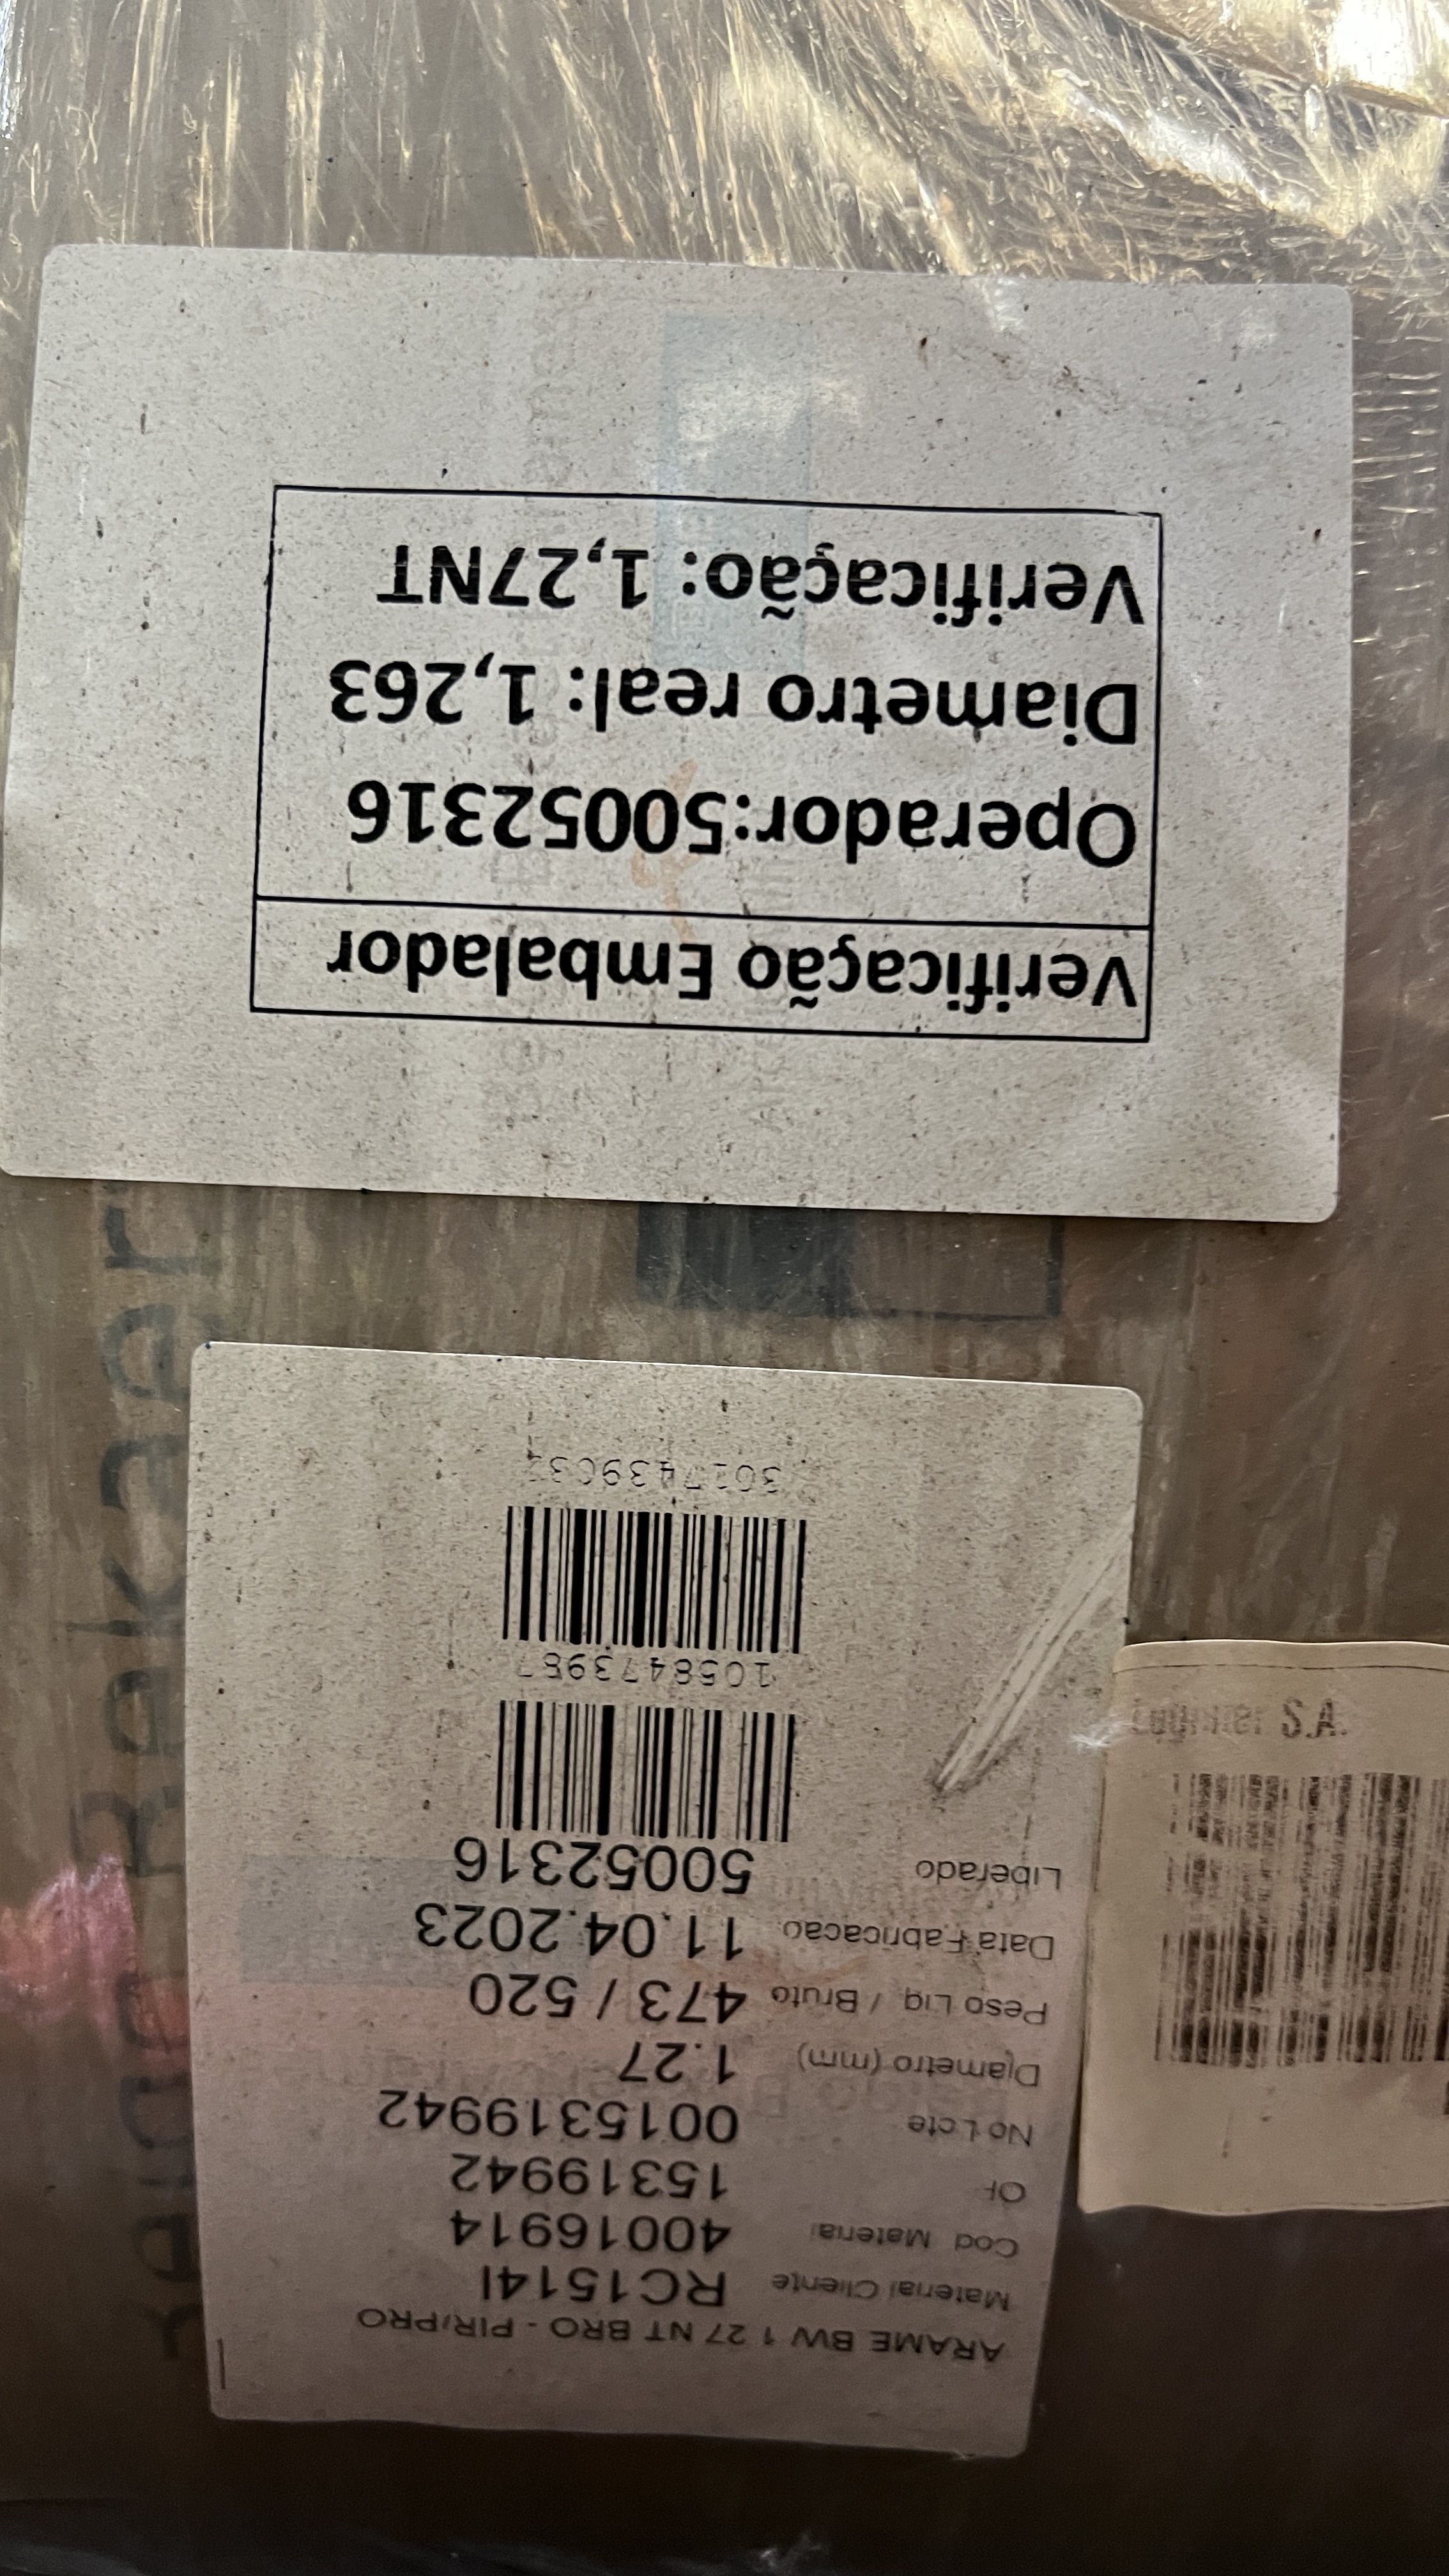 ARAME BW 1 27 NT BRO - PIR/PRO
Material Cliente RC1514I
Cod Material 40016914
OF 15319942
No Lote 0015319942
Diametro (mm) 1.27
Peso Liq / Bruto 473 / 520
Data Fabricacao 11.04.2023
Liberado 50052316
1058473987
Verificação Embalador
Operador:50052316
Diametro real: 1,263
Verificação: 1,27NT
S.A.
Bekaert